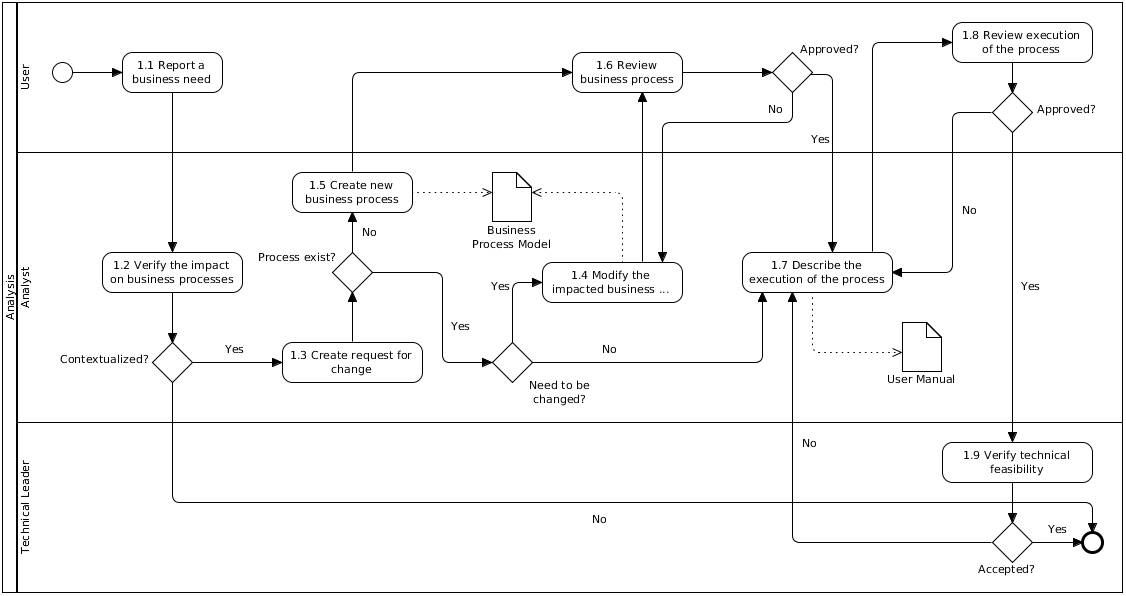 Analysis
User
1.1 Report a
business need
1.6 Review
business process
Approved?
No
Yes
1.8 Review execution
of the process
Approved?
No
Yes
Analyst
1.2 Verify the impact
on business processes
Contextualized?
Yes
No
1.3 Create request for
change
Process exist?
No
Yes
1.5 Create new
business process
Business
Process Model
Need to be
changed?
Yes
No
1.4 Modify the
impacted business ...
1.7 Describe the
execution of the process
User Manual
Technical Leader
1.9 Verify technical
feasibility
Accepted?
No
Yes